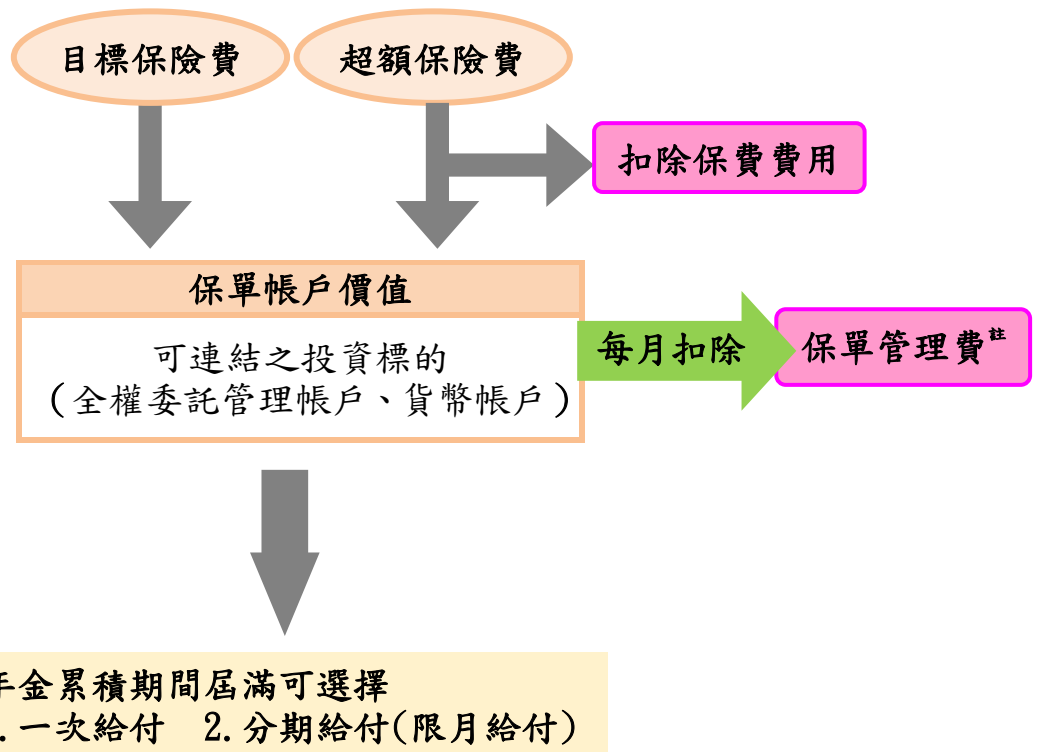 目標保險費
超額保險費
扣除保費費用
保單帳戶價值
可連結之投資標的
(全權委託管理帳戶、貨幣帳戶)
每月扣除
保單管理費註
年金累積期間屆滿可選擇
.一次給付 2.分期給付(限月給付)